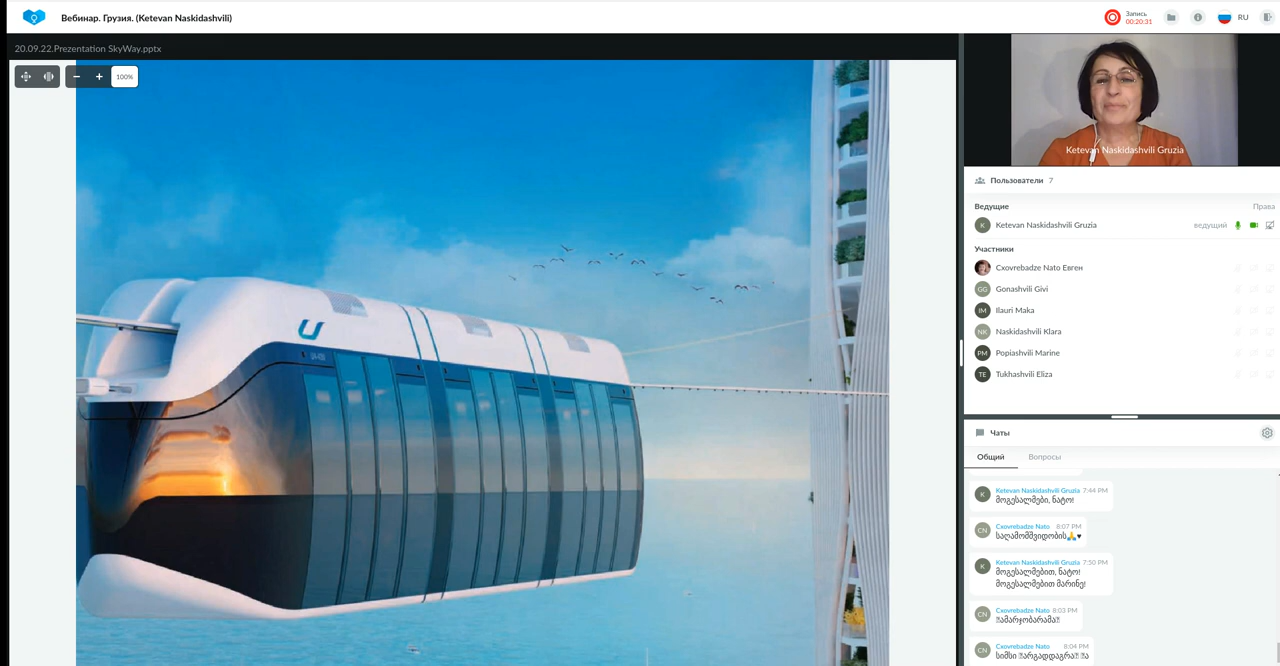 Вебинар. Грузия. (Ketevan Naskidashvili)
Запись
00:20:31
RU
20.09.22.Prezentation SkyWay.pptx
100%
U
Ketevan Naskidashvili Gruzia
Пользователи 7
Ведущие Права
K Ketevan Naskidashvili Gruzia ведущий
Участники
Cxovrebadze Nato Евген
GG Gonashvili Givi
IM Ilauri Maka
NK Naskidashvili Klara
PM Popiashvili Marine
TE Tukhashvili Eliza
Чаты
Общий Вопросы
K Ketevan Naskidashvili Gruzia 7:44 PM
მოგესალმები, ნატო!
CN Cxovrebadze Nato 8:07 PM
საღამომშვიდობის🙏♥
K Ketevan Naskidashvili Gruzia 7:50 PM
მოგესალმებით, ნატო!
მოგესალმებით მარინე!
CN Cxovrebadze Nato 8:03 PM
CN Cxovrebadze Nato 8:04 PM